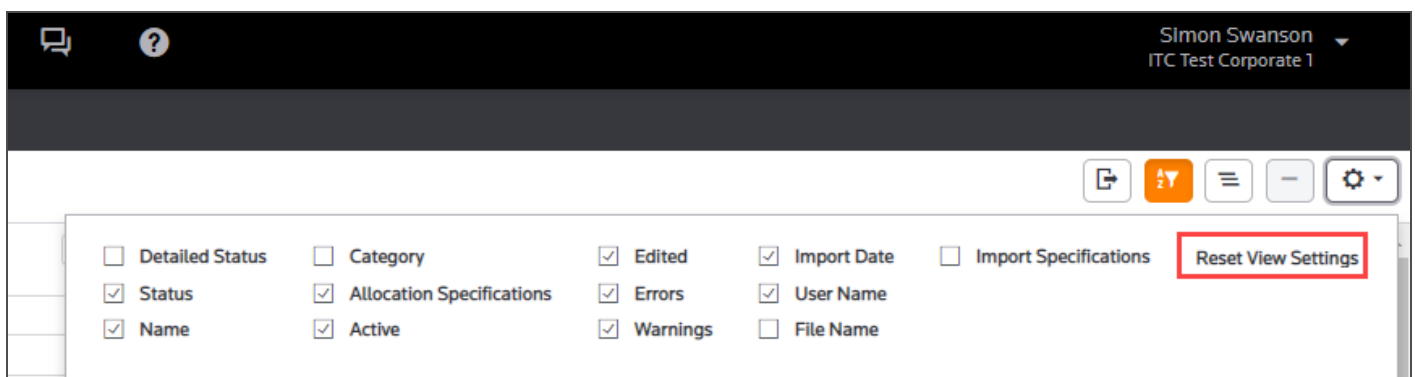 SImon Swanson
ITC Test Corporate 1
Detailed Status Category Edited Import Date Import Specifications Reset View Settings
Status Allocation Specifications Errors User Name
Name Active Warnings File Name